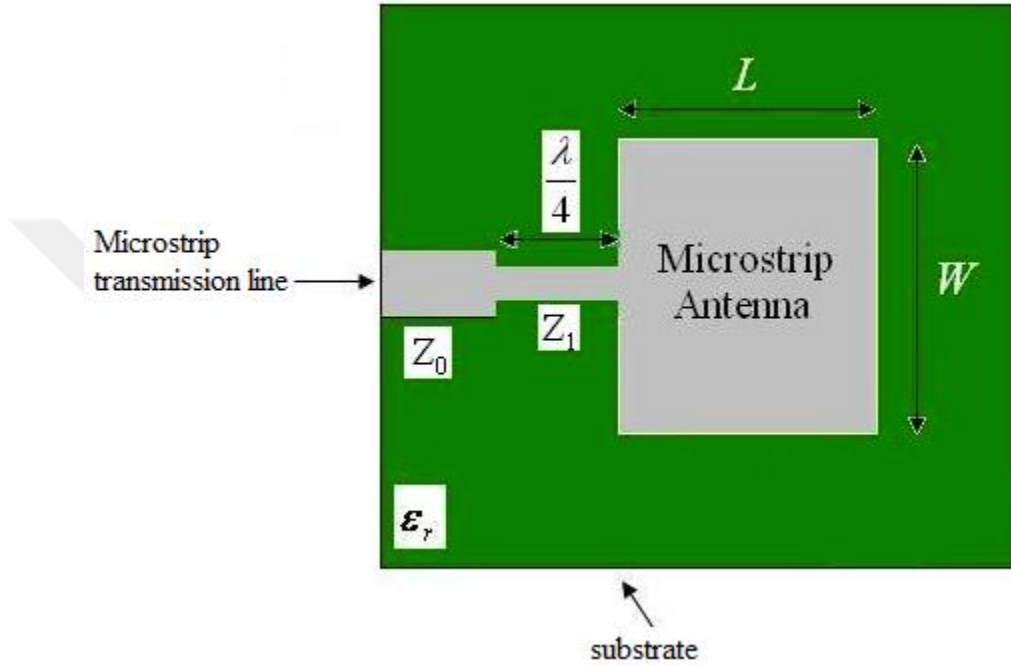 L
λ
4
Microstrip
transmission line
Microstrip
Antenna
W
Z₀
Z₁
εᵣ
substrate